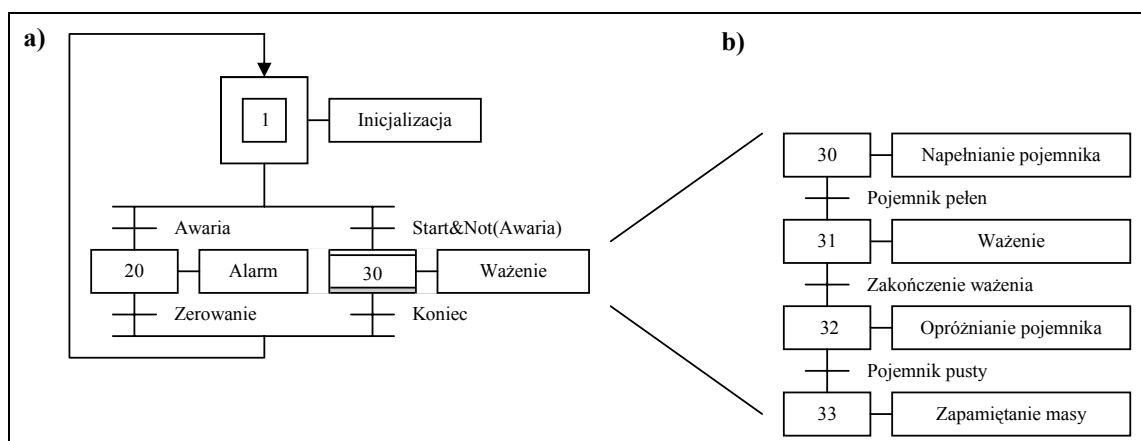 a)
1
Inicjalizacja
Awaria
Start&Not(Awaria)
20
Alarm
30
Ważenie
Zerowanie
Koniec
b)
30
Napełnianie pojemnika
Pojemnik pełen
31
Ważenie
Zakończenie ważenia
32
Opróżnianie pojemnika
Pojemnik pusty
33
Zapamiętanie masy